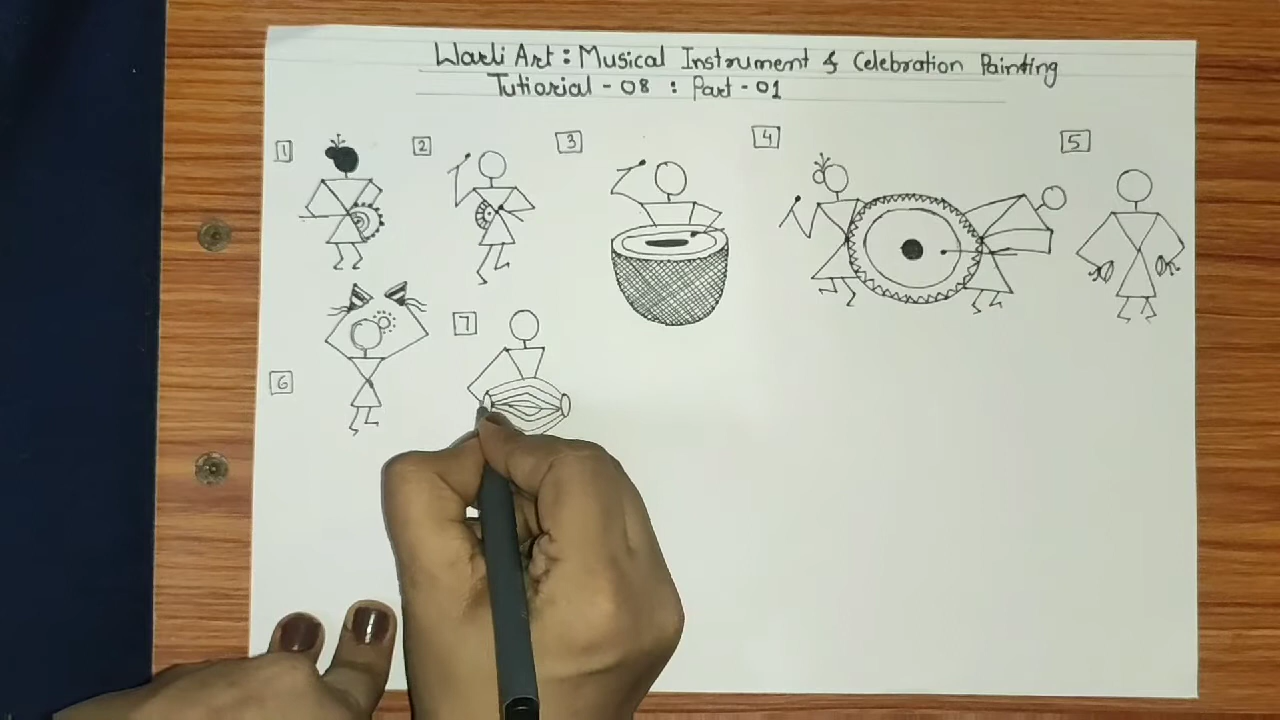 Warli Art : Musical Instrument & Celebration Painting
Tutiorial - 08 : Part - 01
1 2 3 4 5
6 7